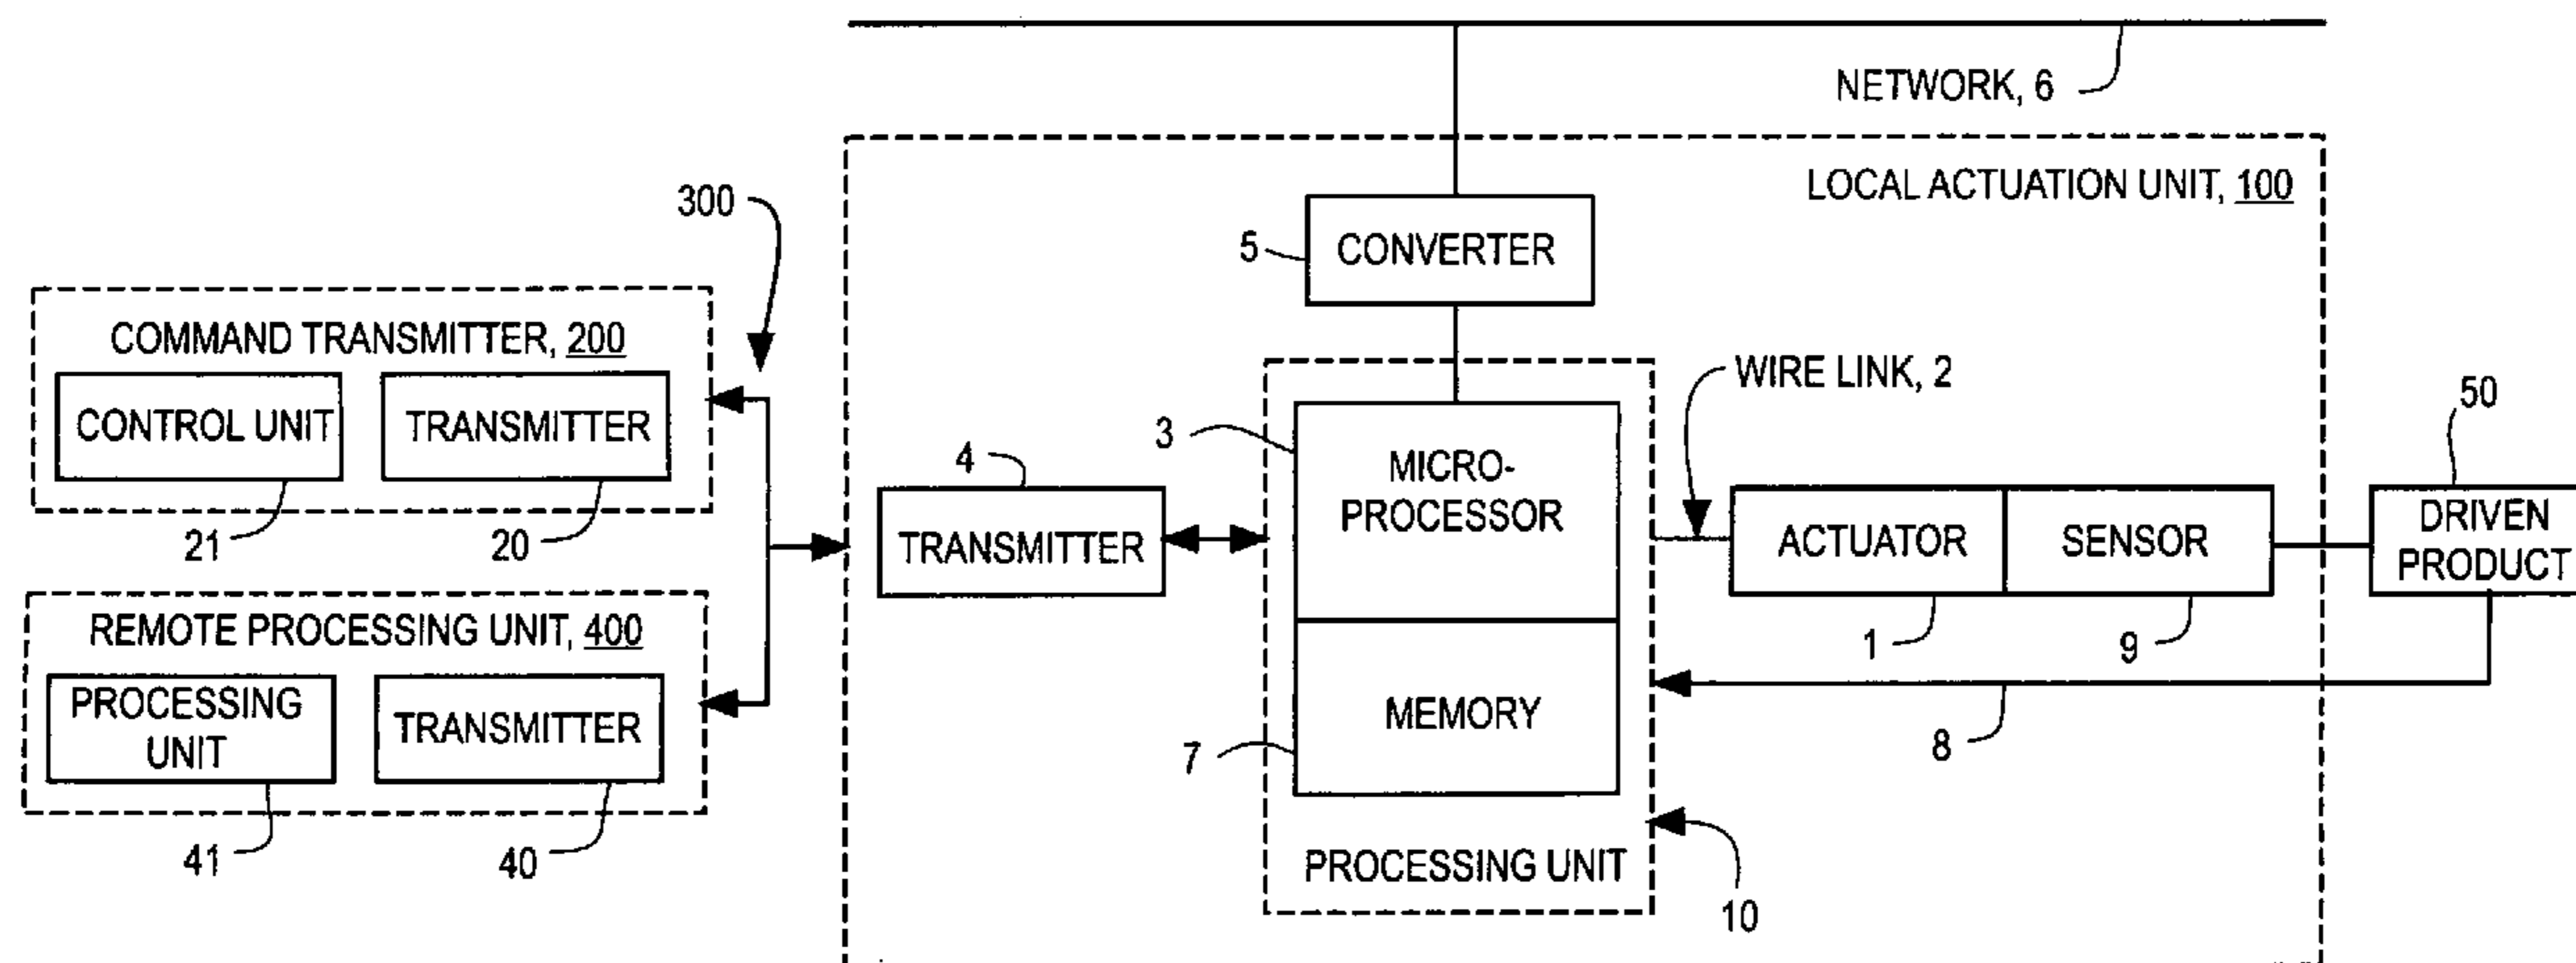 NETWORK, 6
LOCAL ACTUATION UNIT, 100
300
5
CONVERTER
COMMAND TRANSMITTER, 200
CONTROL UNIT
TRANSMITTER
21
20
REMOTE PROCESSING UNIT, 400
PROCESSING
UNIT
TRANSMITTER
41
40
4
TRANSMITTER
3
MICRO-
PROCESSOR
7
MEMORY
PROCESSING UNIT
10
WIRE LINK, 2
ACTUATOR
SENSOR
1
9
8
50
DRIVEN
PRODUCT